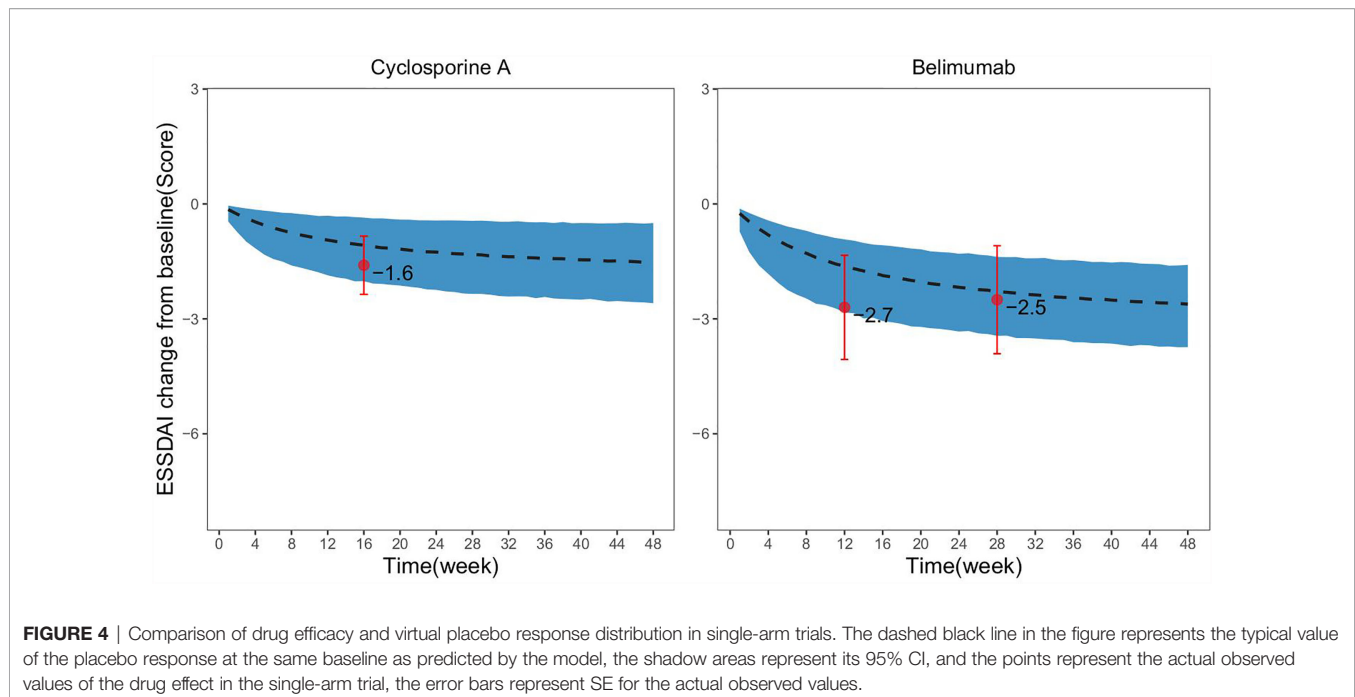 Cyclosporine A
Belimumab
ESSDAI change from baseline(Score)
3
0
−3
−6
−1.6
0 4 8 12 16 20 24 28 32 36 40 44 48
Time(week)
3
0
−3
−6
−2.7
−2.5
0 4 8 12 16 20 24 28 32 36 40 44 48
Time(week)
FIGURE 4 | Comparison of drug efficacy and virtual placebo response distribution in single-arm trials. The dashed black line in the figure represents the typical value
of the placebo response at the same baseline as predicted by the model, the shadow areas represent its 95% CI, and the points represent the actual observed
values of the drug effect in the single-arm trial, the error bars represent SE for the actual observed values.